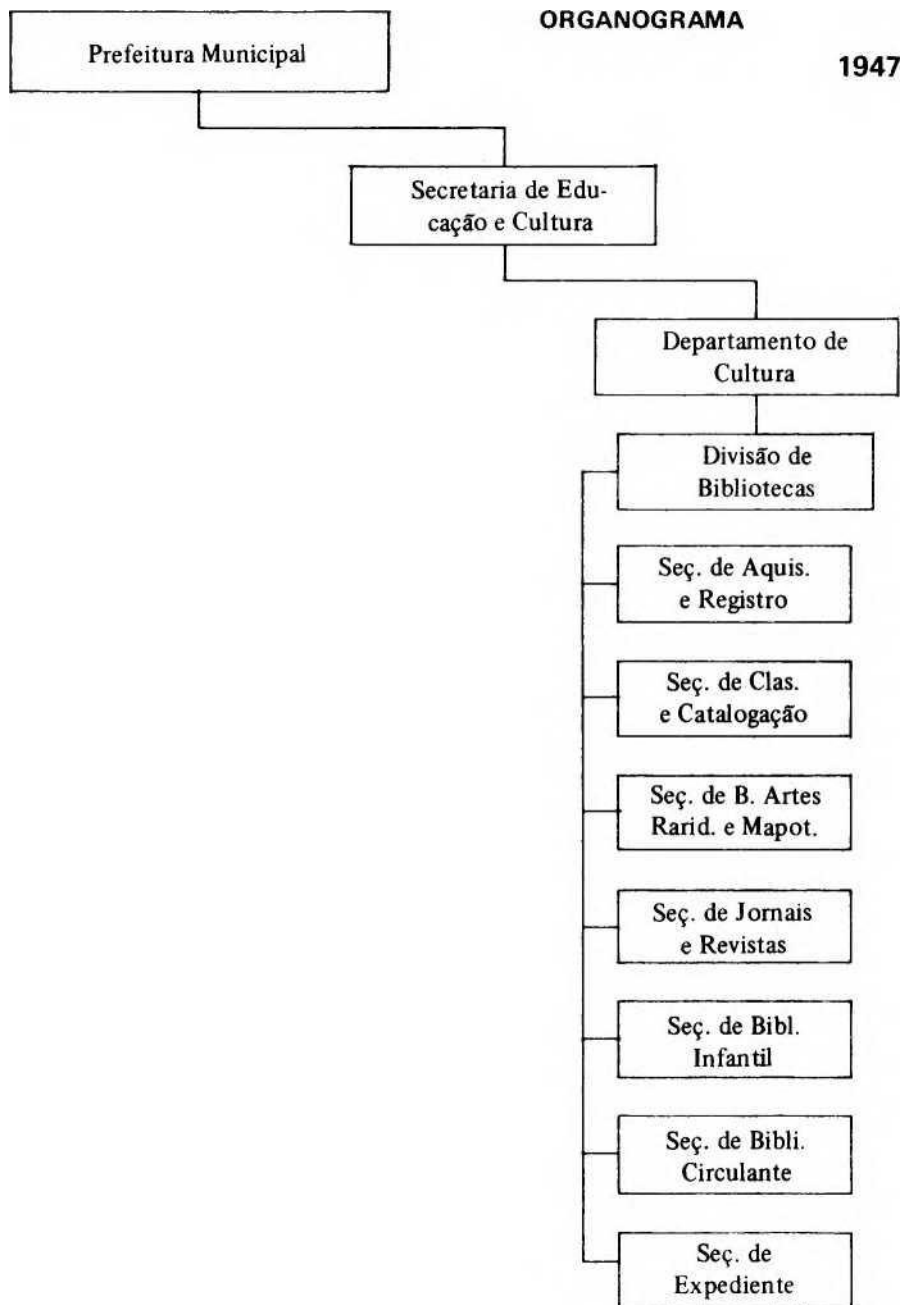 ORGANOGRAMA
1947
Prefeitura Municipal
Secretaria de Edu-
cação e Cultura
Departamento de
Cultura
Divisão de
Bibliotecas
Seç. de Aquis.
e Registro
Seç. de Clas.
e Catalogação
Seç. de B. Artes
Rarid. e Mapot.
Seç. de Jornais
e Revistas
Seç. de Bibl.
Infantil
Seç. de Bibli.
Circulante
Seç. de
Expediente